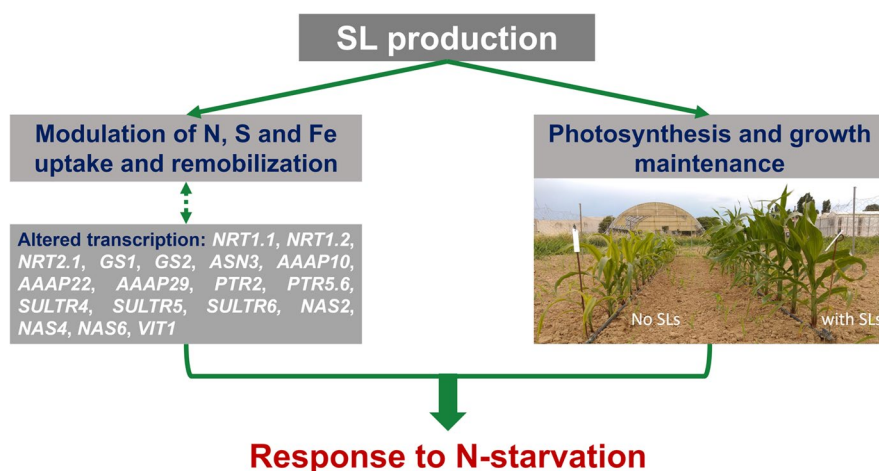 SL production
Modulation of N, S and Fe
uptake and remobilization
Altered transcription: NRT1.1, NRT1.2,
NRT2.1, GS1, GS2, ASN3, AAAP10,
AAAP22, AAAP29, PTR2, PTR5.6,
SULTR4, SULTR5, SULTR6, NAS2,
NAS4, NAS6, VIT1
Photosynthesis and growth
maintenance
No SLs
with SLs
Response to N-starvation